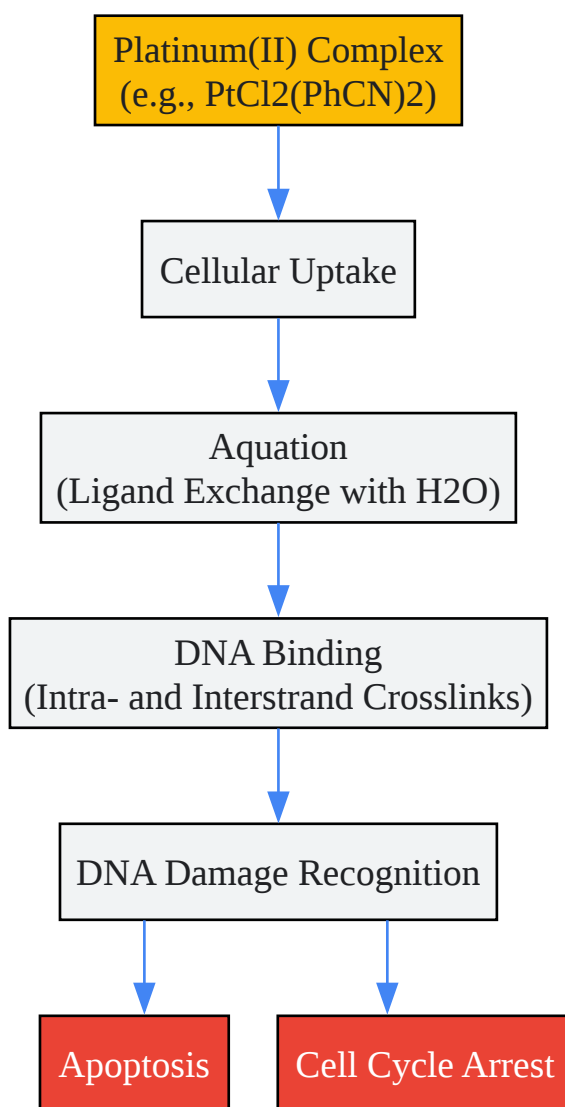 Platinum(II) Complex
(e.g., PtCl2(PhCN)2)
Cellular Uptake
Aquation
(Ligand Exchange with H2O)
DNA Binding
(Intra- and Interstrand Crosslinks)
DNA Damage Recognition
Apoptosis
Cell Cycle Arrest